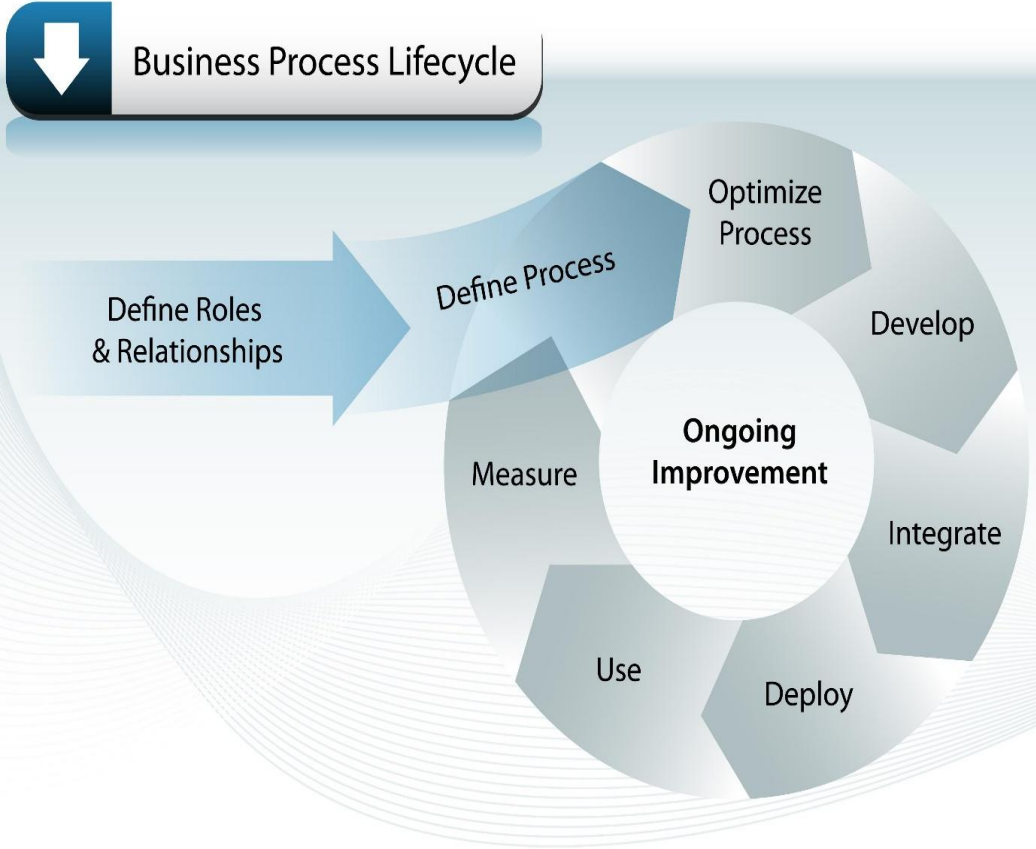 Business Process Lifecycle
Define Roles
& Relationships
Define Process
Optimize
Process
Develop
Integrate
Deploy
Use
Measure
Ongoing
Improvement